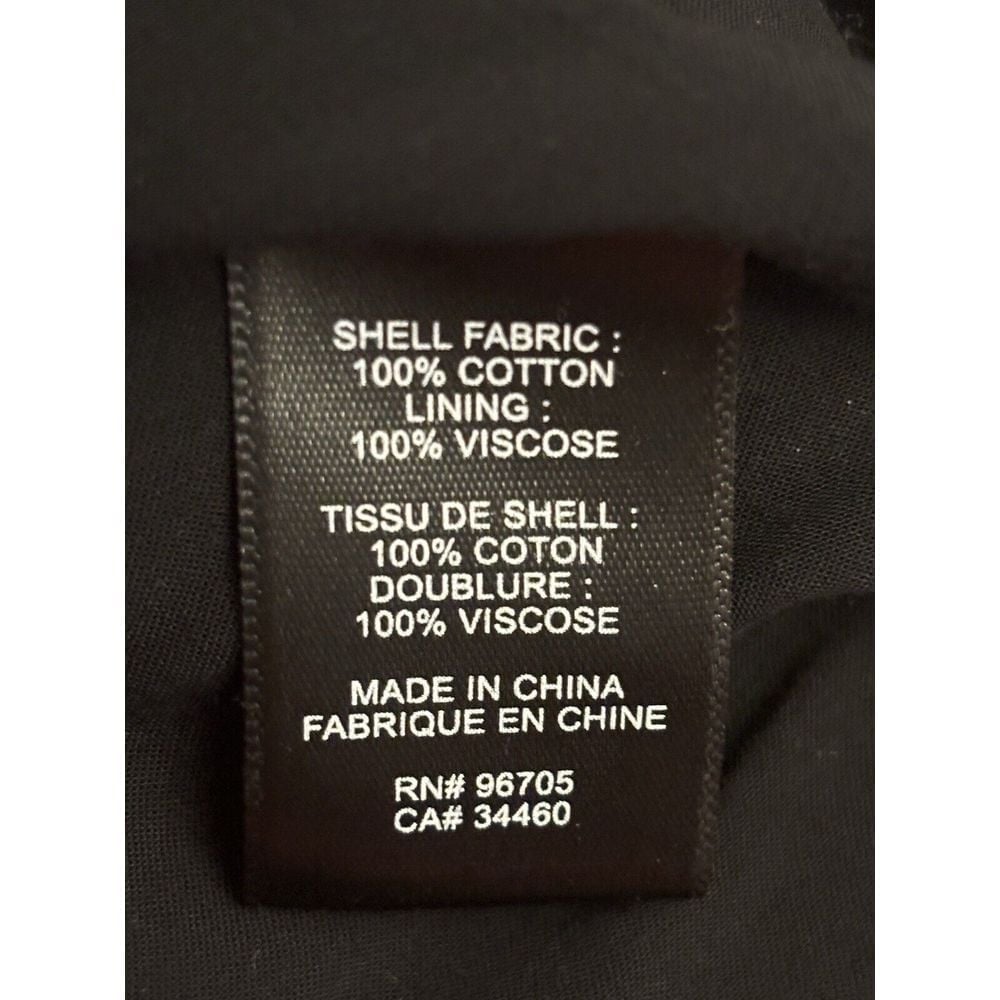 SHELL FABRIC :
100% COTTON
LINING :
100% VISCOSE
TISSU DE SHELL :
100% COTON
DOUBLURE :
100% VISCOSE
MADE IN CHINA
FABRIQUE EN CHINE
RN# 96705
CA# 34460